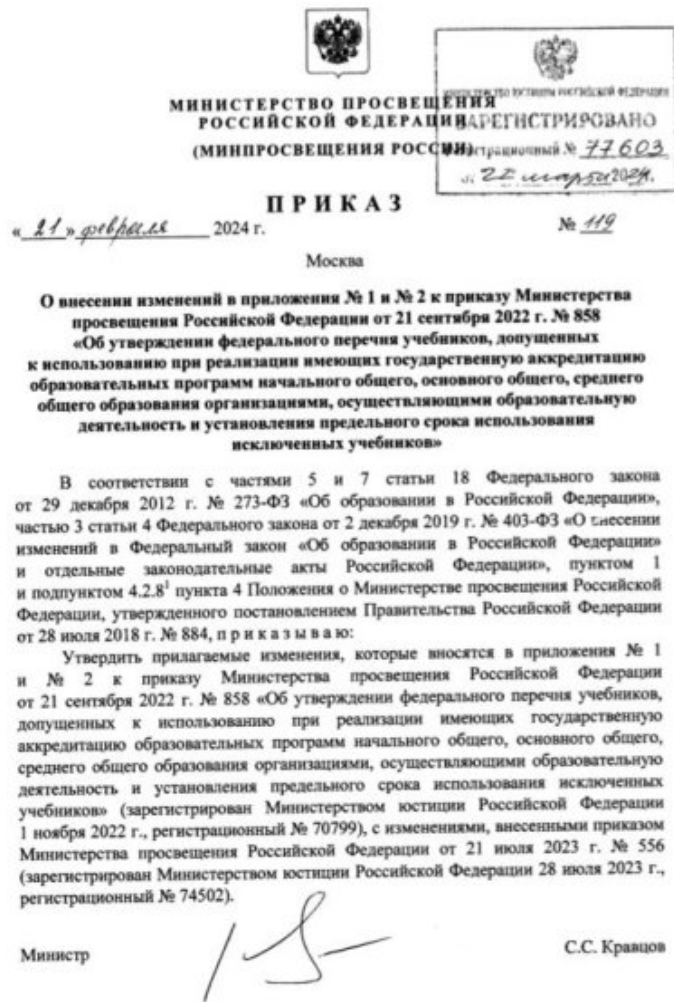 МИНИСТЕРСТВО ПРОСВЕЩЕНИЯ
РОССИЙСКОЙ ФЕДЕРАЦИИ
(МИНПРОСВЕЩЕНИЯ РОССИИ)
МИНИСТЕРСТВО ЮСТИЦИИ РОССИЙСКОЙ ФЕДЕРАЦИИ
ЗАРЕГИСТРИРОВАНО
Регистрационный № 77603
от 22 марта 2024.
ПРИКАЗ
« 21 » февраля 2024 г.
№ 119
Москва
О внесении изменений в приложения № 1 и № 2 к приказу Министерства
просвещения Российской Федерации от 21 сентября 2022 г. № 858
«Об утверждении федерального перечня учебников, допущенных
к использованию при реализации имеющих государственную аккредитацию
образовательных программ начального общего, основного общего, среднего
общего образования организациями, осуществляющими образовательную
деятельность и установления предельного срока использования
исключенных учебников»
В соответствии с частями 5 и 7 статьи 18 Федерального закона
от 29 декабря 2012 г. № 273-ФЗ «Об образовании в Российской Федерации»,
частью 3 статьи 4 Федерального закона от 2 декабря 2019 г. № 403-ФЗ «О внесении
изменений в Федеральный закон «Об образовании в Российской Федерации»
и отдельные законодательные акты Российской Федерации», пунктом 1
и подпунктом 4.2.8¹ пункта 4 Положения о Министерстве просвещения Российской
Федерации, утвержденного постановлением Правительства Российской Федерации
от 28 июля 2018 г. № 884, п р и к а з ы в а ю:
Утвердить прилагаемые изменения, которые вносятся в приложения № 1
и № 2 к приказу Министерства просвещения Российской Федерации
от 21 сентября 2022 г. № 858 «Об утверждении федерального перечня учебников,
допущенных к использованию при реализации имеющих государственную
аккредитацию образовательных программ начального общего, основного общего,
среднего общего образования организациями, осуществляющими образовательную
деятельность и установления предельного срока использования исключенных
учебников» (зарегистрирован Министерством юстиции Российской Федерации
1 ноября 2022 г., регистрационный № 70799), с изменениями, внесенными приказом
Министерства просвещения Российской Федерации от 21 июля 2023 г. № 556
(зарегистрирован Министерством юстиции Российской Федерации 28 июля 2023 г.,
регистрационный № 74502).
Министр
С.С. Кравцов